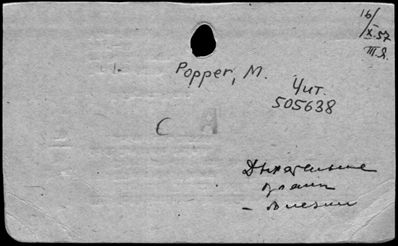 16/X.57
Т.Я.
Popper, M.
Чит.
505638
C A
Дыхательные
органы
- болезни